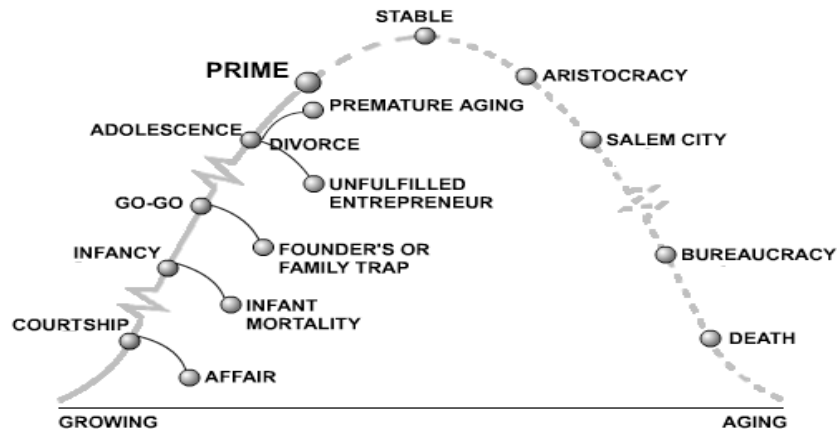 STABLE
PRIME
ARISTOCRACY
PREMATURE AGING
ADOLESCENCE
DIVORCE
SALEM CITY
UNFULFILLED
ENTREPRENEUR
GO-GO
INFANCY
FOUNDER'S OR
FAMILY TRAP
BUREAUCRACY
INFANT
MORTALITY
COURTSHIP
DEATH
AFFAIR
GROWING
AGING